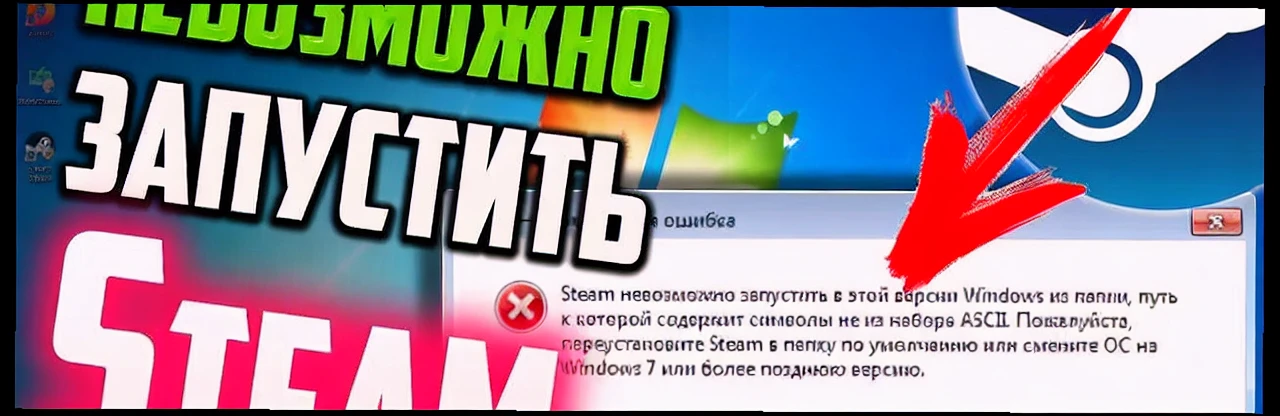 НЕВОЗМОЖНО
ЗАПУСТИТЬ
STEAM
ошибка
Steam невозможно запустить в этой версии Windows из папки, путь
к которой содержит символы не из набора ASCII. Пожалуйста,
переустановите Steam в папку по умолчанию или смените ОС на
Windows 7 или более позднюю версию.